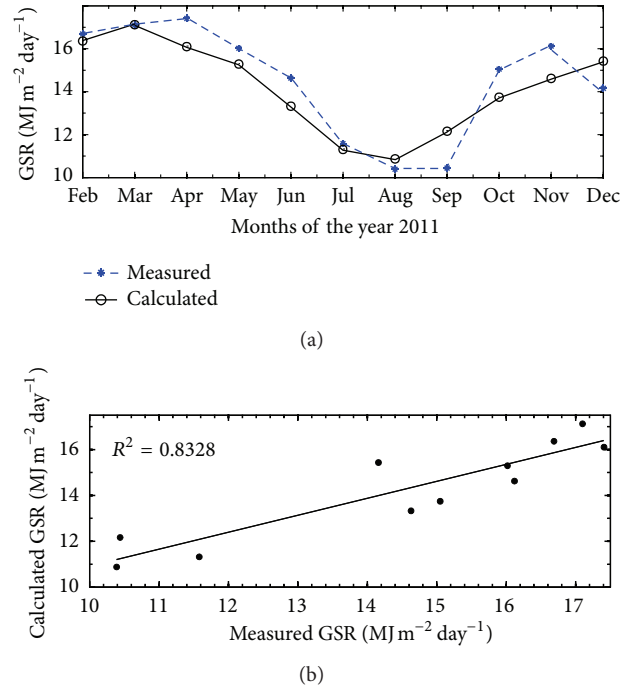 16
14
12
10
GSR (MJ m⁻² day⁻¹)
Feb Mar Apr May Jun Jul Aug Sep Oct Nov Dec
Months of the year 2011
Measured
Calculated
(a)
16
14
12
10
Calculated GSR (MJ m⁻² day⁻¹)
R² = 0.8328
10 11 12 13 14 15 16 17
Measured GSR (MJ m⁻² day⁻¹)
(b)